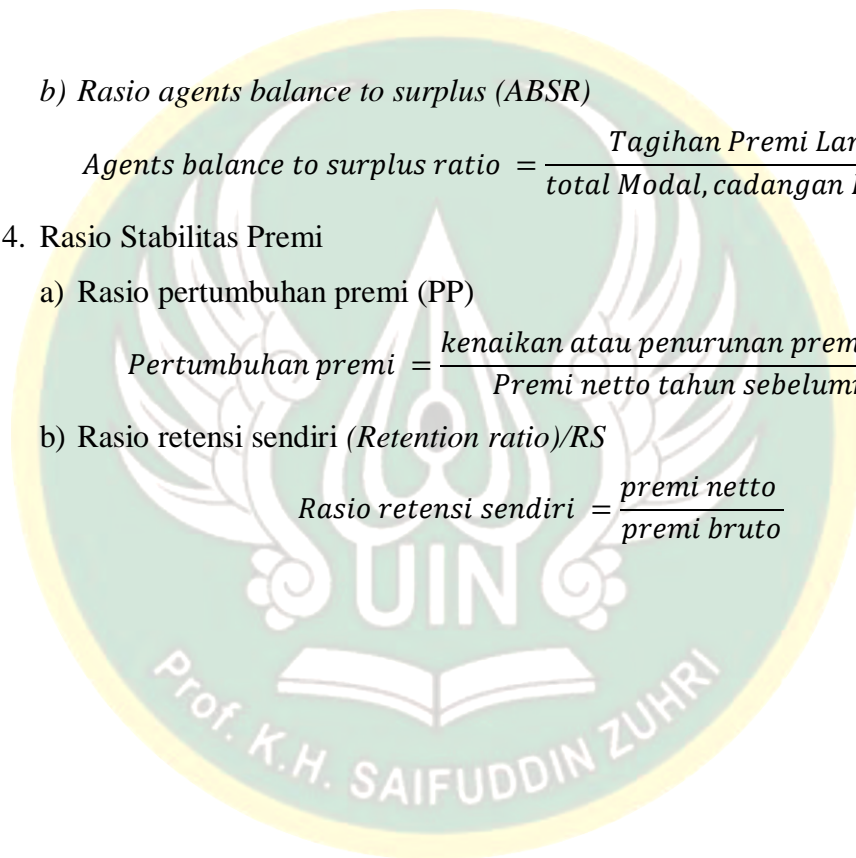 b) Rasio agents balance to surplus (ABSR)
Agents balance to surplus ratio = Tagihan Premi
total Modal, cadangan
4. Rasio Stabilitas Premi
a) Rasio pertumbuhan premi (PP)
Pertumbuhan premi = kenaikan atau penurunan
Premi netto tahun
b) Rasio retensi sendiri (Retention ratio)/RS
Rasio retensi sendiri = premi netto
premi bruto
UIN
Prof. K.H. SAIFUDDIN ZUHRI